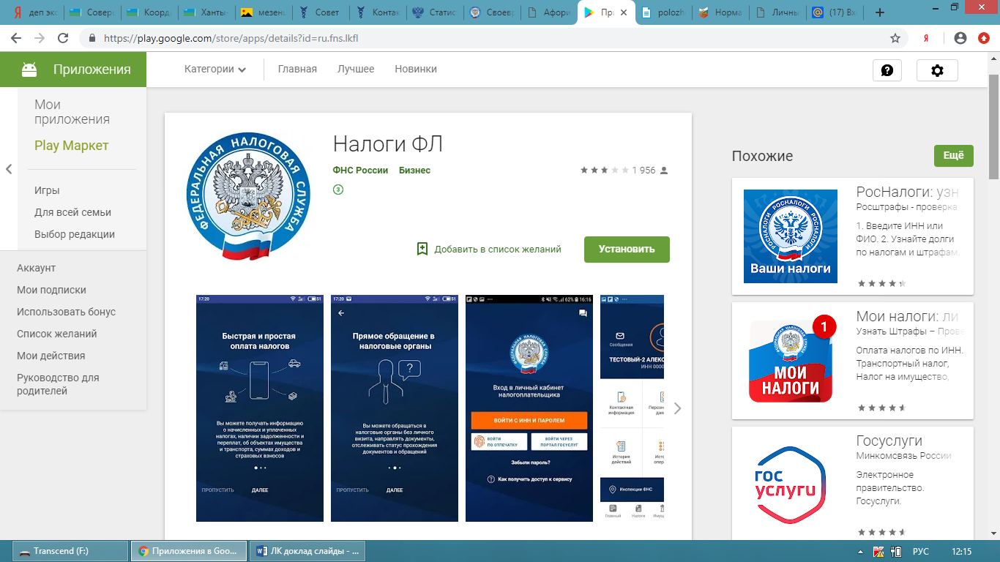 деп экс
Совер
Коорд
Ханты-
мезен
Совет
Контак
Статис
Своевр
Афори
При
polozh
Норма
Личны
(17) Вх
https://play.google.com/store/apps/details?id=ru.fns.lkfl
Приложения
Категории
Главная
Лучшее
Новинки
Мои
приложения
Play Маркет
Игры
Для всей семьи
Выбор редакции
Аккаунт
Мои подписки
Использовать бонус
Список желаний
Мои действия
Руководство для
родителей
ФЕДЕРАЛЬНАЯ НАЛОГОВАЯ СЛУЖБА
Налоги ФЛ
ФНС России Бизнес
1 956
3
Добавить в список желаний
Установить
17:20 51
Быстрая и простая
оплата налогов
Вы можете получать информацию
о начисленных и уплаченных
налогах, наличии задолженности и
переплат, об объектах имущества
и транспорта, суммах доходов и
страховых взносов
ПРОПУСТИТЬ ДАЛЕЕ
17:20 51
Прямое обращение в
налоговые органы
?
Вы можете обращаться в
налоговые органы без личного
визита, направлять документы,
отслеживать статус прохождения
документов и обращений
ПРОПУСТИТЬ ДАЛЕЕ
62% 16:16
Вход в личный кабинет
налогоплательщика
ВОЙТИ С ИНН И ПАРОЛЕМ
ВОЙТИ
ПО ОТПЕЧАТКУ
ВОЙТИ ЧЕРЕЗ
ПОРТАЛ ГОСУСЛУГ
Забыли пароль?
Как получить доступ к сервису
Сообщения
ТЕСТОВЫЙ-2 АЛЕКС
ИНН 0000
Контактная
информация
Персон
дан
История
действий
Исто
опер
Инспекции ФНС
Главный
Налоги
Имущ
Похожие
Ещё
РОСНАЛОГИ РОСНАЛОГИ РОСНАЛОГИ
Ваши налоги
РосНалоги: узн
Росштрафы - проверка
1. Введите ИНН или
ФИО. 2. Узнайте долги
по налогам и штрафам.
1
МОИ
НАЛОГИ
Мои налоги: ли
Узнать Штрафы – Прове
Оплата налогов по ИНН.
Транспортный налог,
Налог на имущество,
гос
услуги
Госуслуги
Минкомсвязь России
Электронное
правительство.
Госуслуги.
Transcend (F:)
Приложения в Goo...
ЛК доклад слайды - ...
РУС
12:15